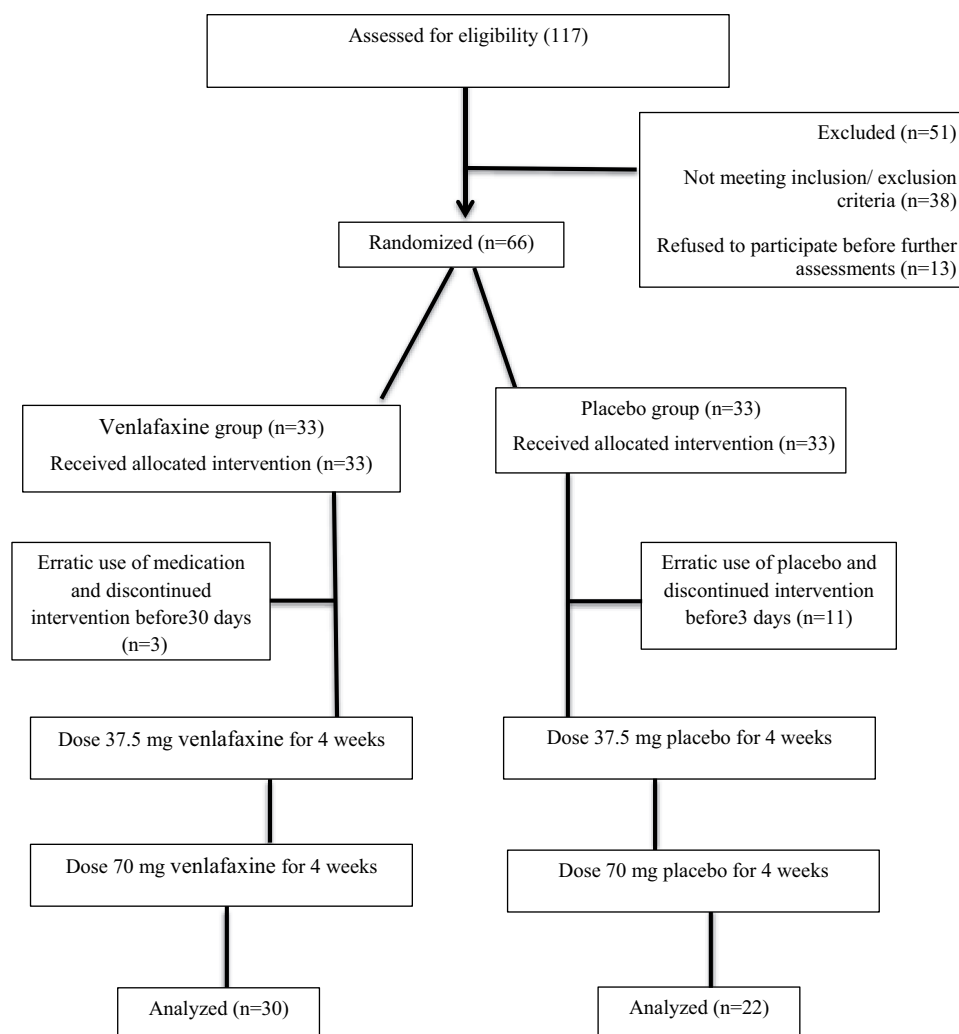 Assessed for eligibility (117)
Excluded (n=51)
Not meeting inclusion/ exclusion
criteria (n=38)
Refused to participate before further
assessments (n=13)
Randomized (n=66)
Venlafaxine group (n=33)
Received allocated intervention (n=33)
Placebo group (n=33)
Received allocated intervention (n=33)
Erratic use of medication
and discontinued
intervention before30 days
(n=3)
Erratic use of placebo and
discontinued intervention
before3 days (n=11)
Dose 37.5 mg venlafaxine for 4 weeks
Dose 37.5 mg placebo for 4 weeks
Dose 70 mg venlafaxine for 4 weeks
Dose 70 mg placebo for 4 weeks
Analyzed (n=30)
Analyzed (n=22)